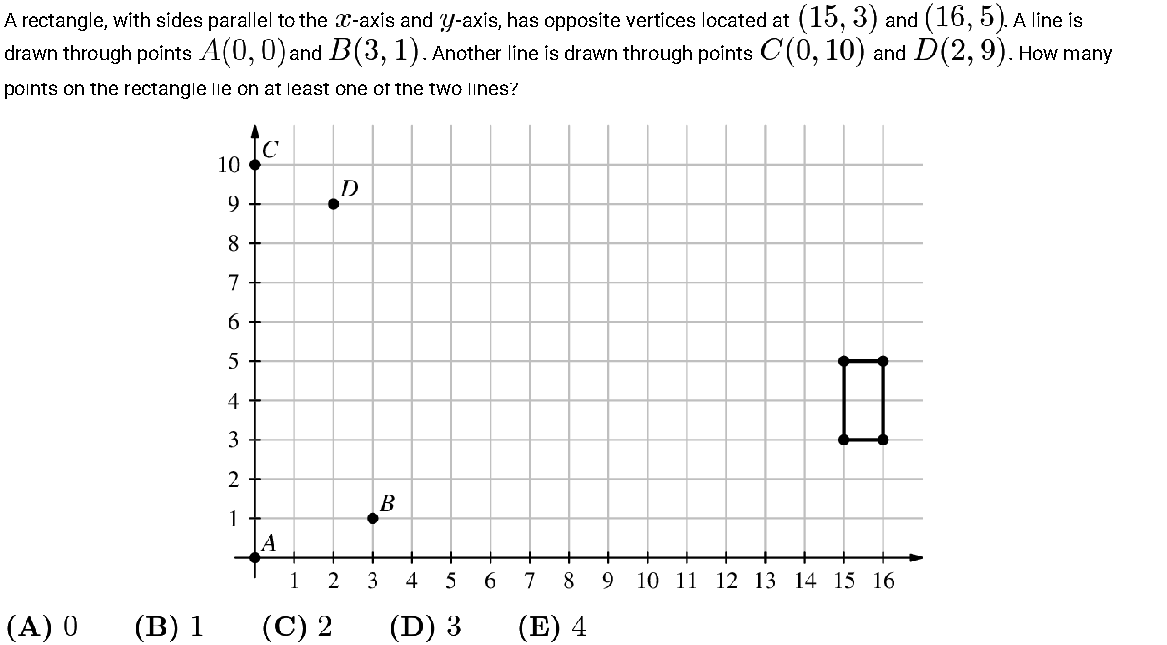 A rectangle, with sides parallel to the x-axis and y-axis, has opposite vertices located at (15, 3) and (16, 5). A line is
drawn through points A(0, 0) and B(3, 1). Another line is drawn through points C(0, 10) and D(2, 9). How many
points on the rectangle lie on at least one of the two lines?
C
10
D
9
8
7
6
5
4
3
2
B
1
A
1 2 3 4 5 6 7 8 9 10 11 12 13 14 15 16
(A) 0 (B) 1 (C) 2 (D) 3 (E) 4